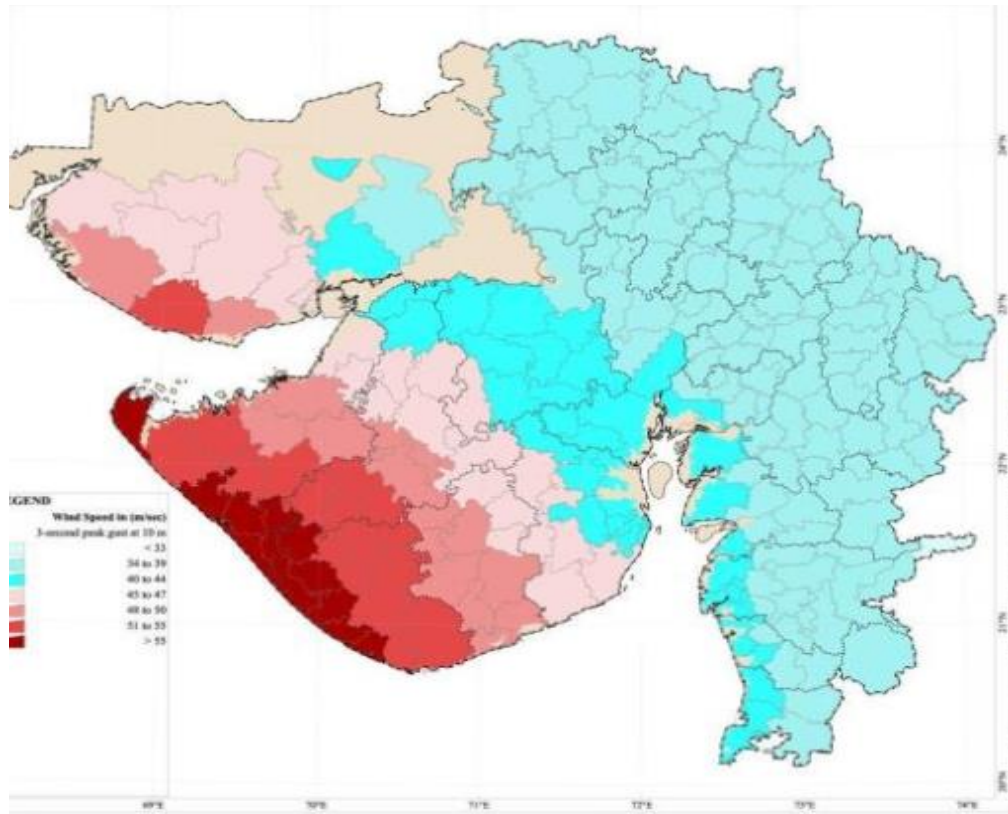 EGEND
Wind Speed in (m/sec)
3-second peak gust at 10 m
< 33
34 to 39
40 to 44
45 to 47
48 to 50
51 to 55
> 55
24°N
23°N
22°N
21°N
20°N
69°E
70°E
71°E
72°E
73°E
74°E